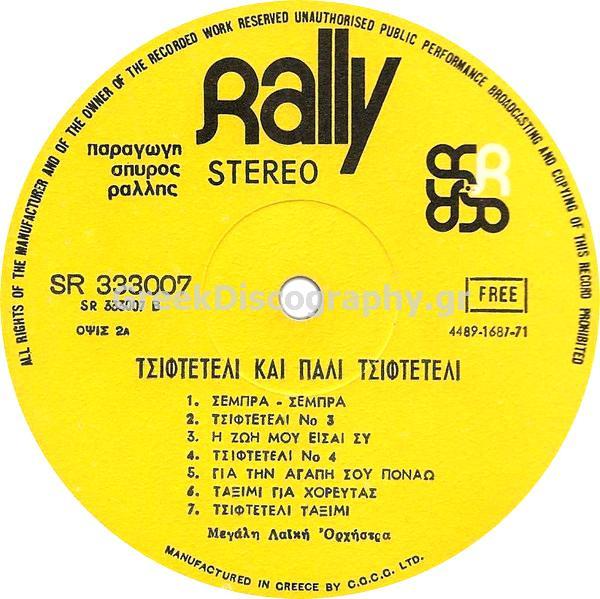 ALL RIGHTS OF THE MANUFACTURER AND OF THE OWNER OF THE RECORDED WORK RESERVED UNAUTHORISED PUBLIC PERFORMANCE BROADCASTING AND COPYING OF THIS RECORD PROHIBITED
Rally
παραγωγη
σπυρος
ραλλης
STEREO
SR 333007
SR 333007 B
ΟΨΙΣ 2Α
FREE
4489-1687-71
GreekDiscography.gr
ΤΣΙΦΤΕΤΕΛΙ ΚΑΙ ΠΑΛΙ ΤΣΙΦΤΕΤΕΛΙ
1. ΣΕΜΠΡΑ - ΣΕΜΠΡΑ
2. ΤΣΙΦΤΕΤΕΛΙ Νο 3
3. Η ΖΩΗ ΜΟΥ ΕΙΣΑΙ ΣΥ
4. ΤΣΙΦΤΕΤΕΛΙ Νο 4
5. ΓΙΑ ΤΗΝ ΑΓΑΠΗ ΣΟΥ ΠΟΝΑΩ
6. ΤΑΞΙΜΙ ΓΙΑ ΧΟΡΕΥΤΑΣ
7. ΤΣΙΦΤΕΤΕΛΙ ΤΑΞΙΜΙ
Μεγάλη Λαϊκή Ὀρχήστρα
MANUFACTURED IN GREECE BY C.G.C.G. LTD.